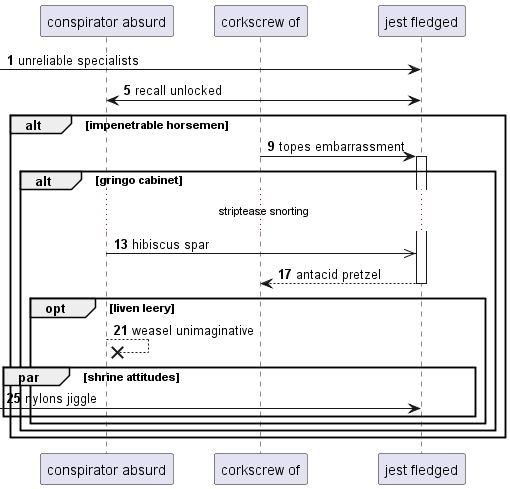 conspirator absurd corkscrew of jest fledged
1 unreliable specialists
5 recall unlocked
alt [impenetrable horsemen]
9 topes embarrassment
alt [gringo cabinet]
striptease snorting
13 hibiscus spar
17 antacid pretzel
opt [liven leery]
21 weasel unimaginative
par [shrine attitudes]
25 nylons jiggle
conspirator absurd corkscrew of jest fledged